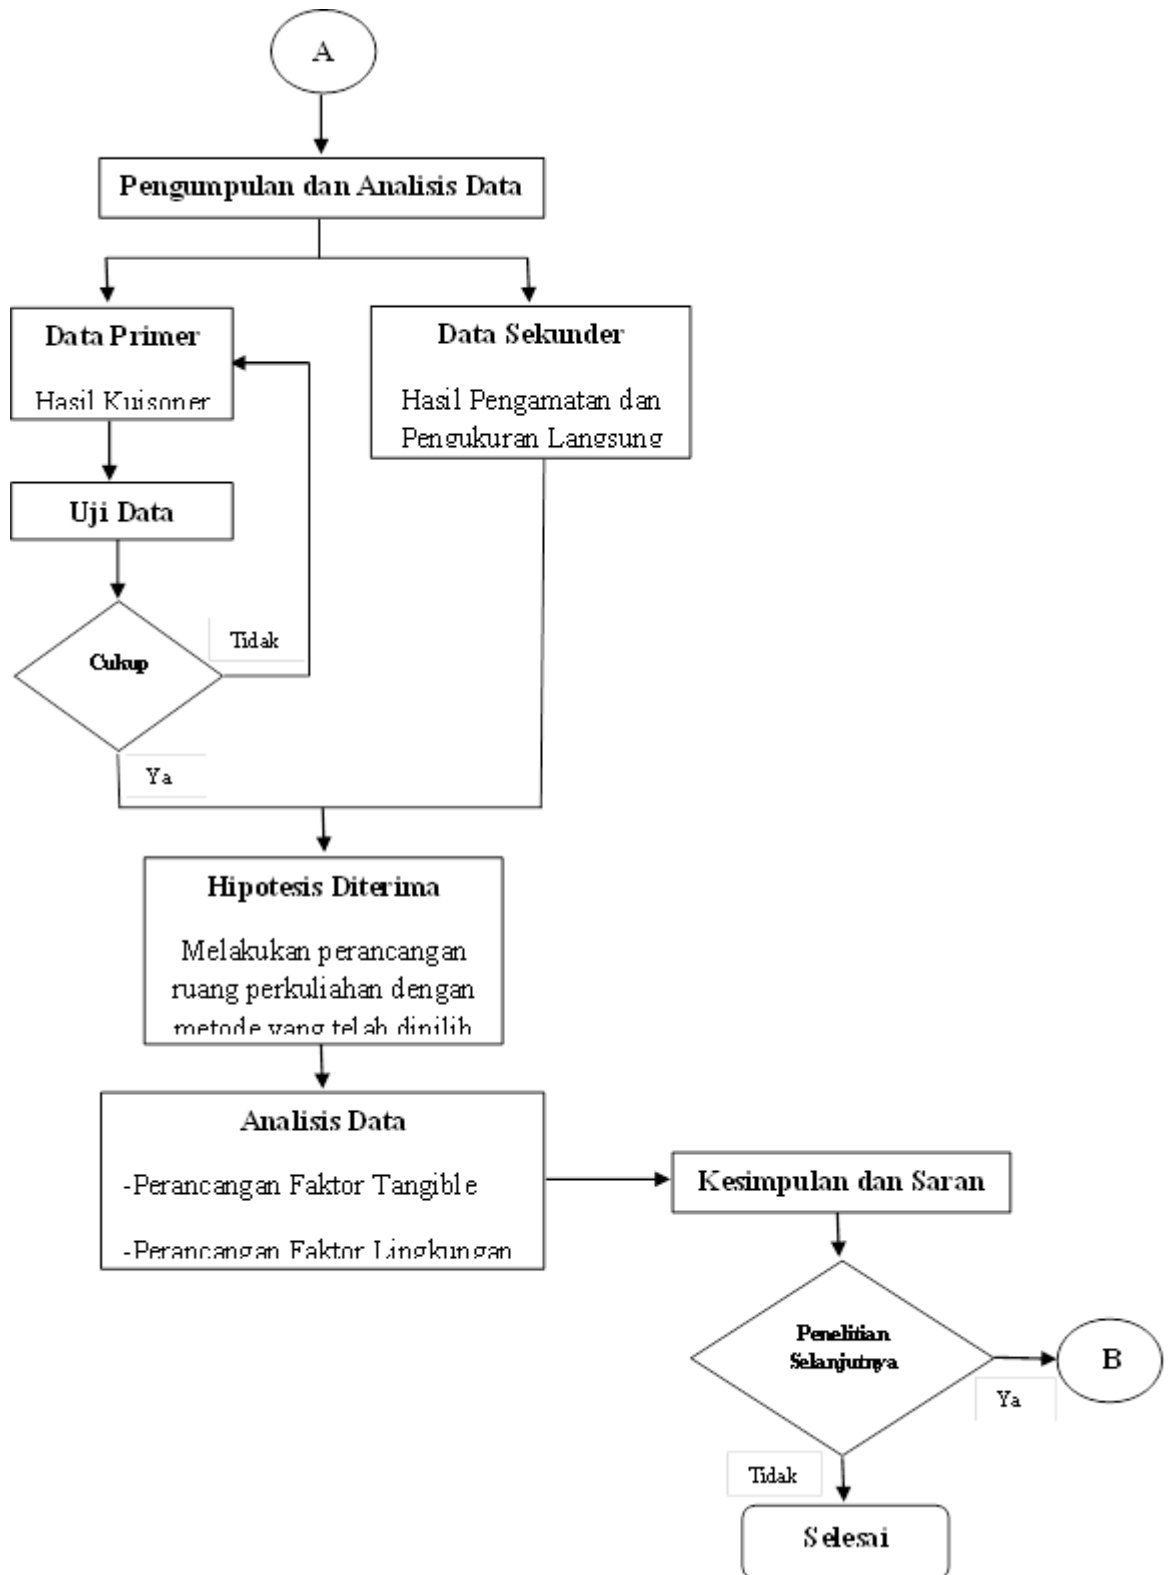 A
Pengumpulan dan Analisis Data
Data Primer
Hasil Kuisoner
Data Sekunder
Hasil Pengamatan dan
Pengukuran Langsung
Uji Data
Cukup
Tidak
Ya
Hipotesis Diterima
Melakukan perancangan
ruang perkuliahan dengan
metode yang telah dipilih
Analisis Data
-Perancangan Faktor Tangible
-Perancangan Faktor Lingkungan
Kesimpulan dan Saran
Penelitian
Selanjutnya
B
Ya
Tidak
Selesai